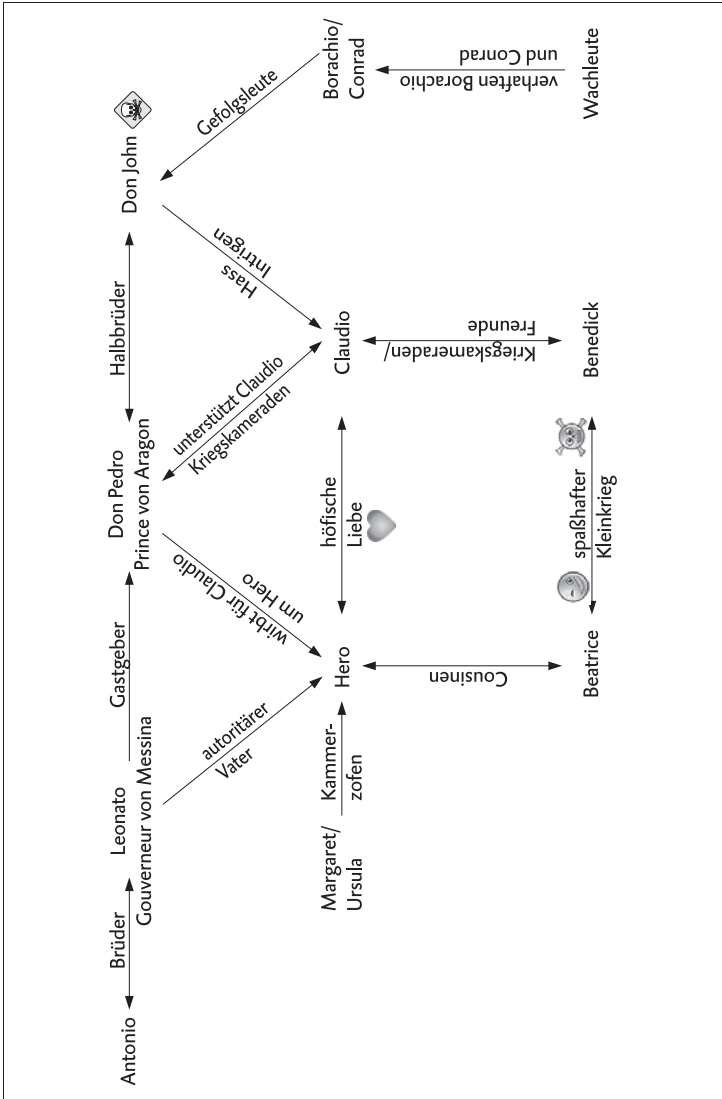 Antonio
Brüder
Leonato
Gouverneur von Messina
Gastgeber
Don Pedro
Prince von Aragon
Halbbrüder
Don John
autoritärer
Vater
wirbt für Claudio
um Hero
unterstützt Claudio
Kriegskameraden
Hass
Intrigen
Gefolgsleute
Margaret/
Ursula
Kammer-
zofen
Hero
höfische
Liebe
Claudio
Borachio/
Conrad
Cousinen
Kriegskameraden/
Freunde
verhaften Borachio
und Conrad
Beatrice
spaßhafter
Kleinkrieg
Benedick
Wachleute